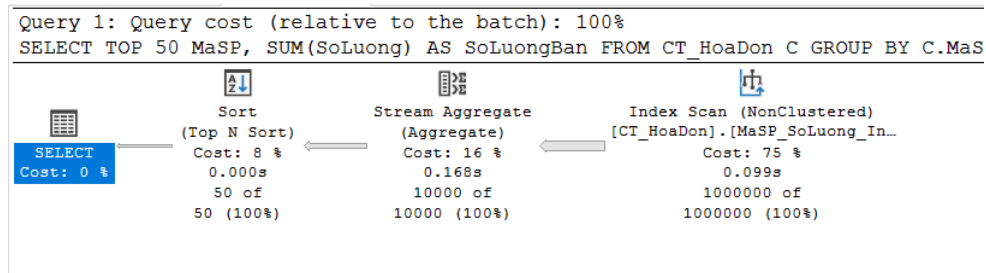 Query 1: Query cost (relative to the batch): 100%
SELECT TOP 50 MaSP, SUM(SoLuong) AS SoLuongBan FROM CT_HoaDon C GROUP BY C.MaS
SELECT
Cost: 0 %
Sort
(Top N Sort)
Cost: 8 %
0.000s
50 of
50 (100%)
Stream Aggregate
(Aggregate)
Cost: 16 %
0.168s
10000 of
10000 (100%)
Index Scan (NonClustered)
[CT_HoaDon].[MaSP_SoLuong_In…
Cost: 75 %
0.099s
1000000 of
1000000 (100%)